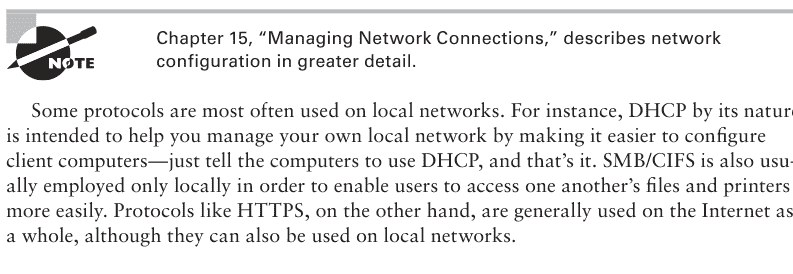 NOTE
Chapter 15, “Managing Network Connections,” describes network
configuration in greater detail.
Some protocols are most often used on local networks. For instance, DHCP by its nature
is intended to help you manage your own local network by making it easier to configure
client computers—just tell the computers to use DHCP, and that’s it. SMB/CIFS is also usu-
ally employed only locally in order to enable users to access one another’s files and printers
more easily. Protocols like HTTPS, on the other hand, are generally used on the Internet as
a whole, although they can also be used on local networks.